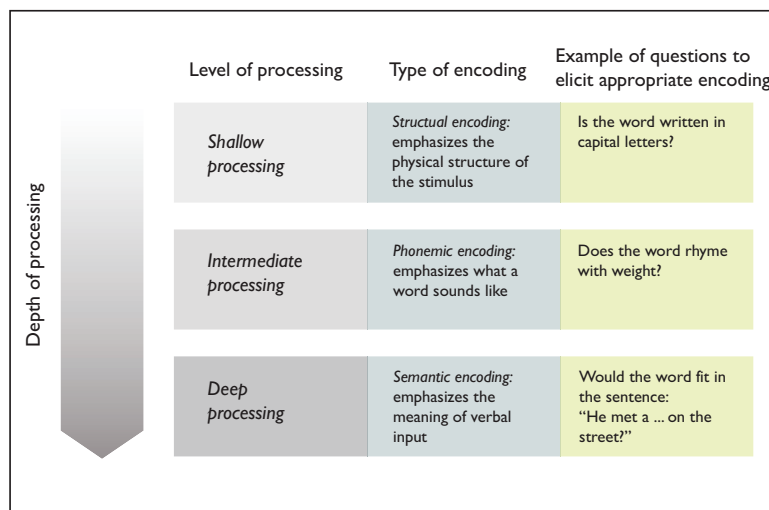 Level of processing
Type of encoding
Example of questions to
elicit appropriate encoding
Depth of processing
Shallow
processing
Structual encoding:
emphasizes the
physical structure of
the stimulus
Is the word written in
capital letters?
Intermediate
processing
Phonemic encoding:
emphasizes what a
word sounds like
Does the word rhyme
with weight?
Deep
processing
Semantic encoding:
emphasizes the
meaning of verbal
input
Would the word fit in
the sentence:
“He met a ... on the
street?”